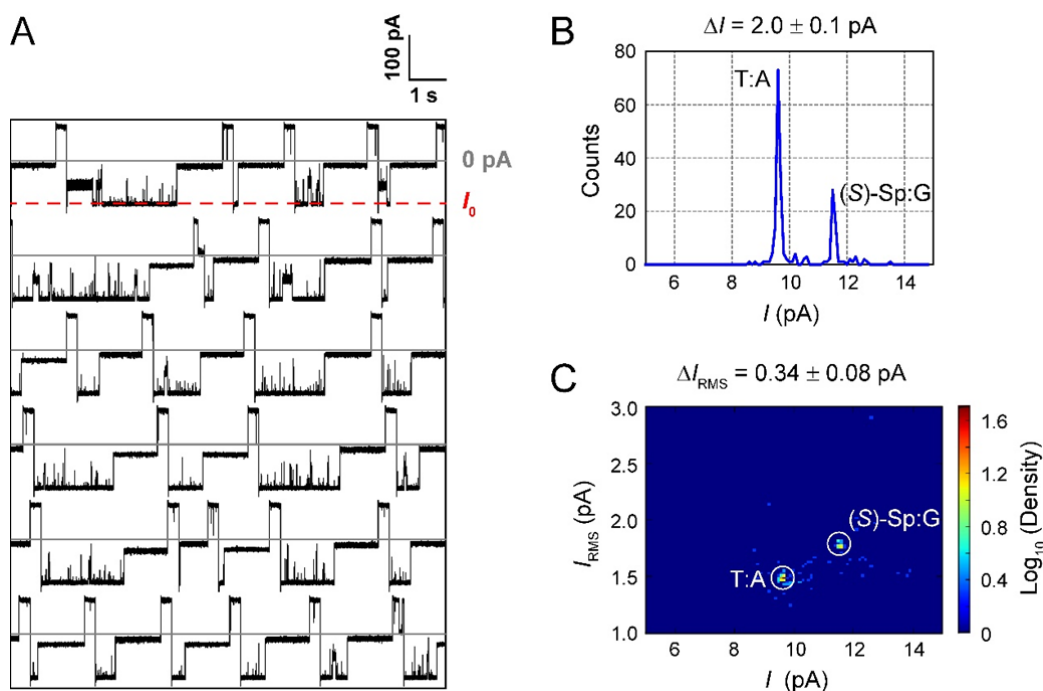 A
100 pA
1 s
0 pA
I₀
B
ΔI = 2.0 ± 0.1 pA
80
60
40
20
0
Counts
T:A
(S)-Sp:G
6 8 10 12 14
I (pA)
C
ΔI_RMS = 0.34 ± 0.08 pA
3.0
2.5
2.0
1.5
1.0
I_RMS (pA)
(S)-Sp:G
T:A
6 8 10 12 14
I (pA)
1.6
1.2
0.8
0.4
0
Log₁₀ (Density)